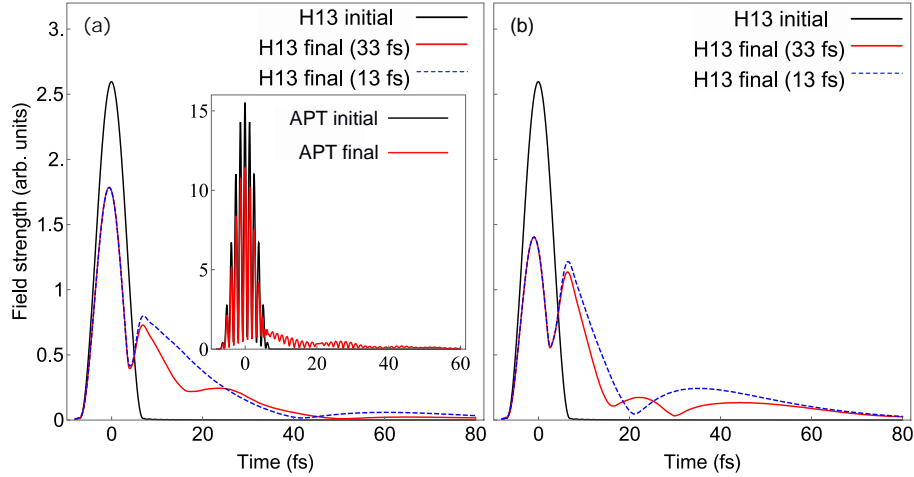 (a)
H13 initial
H13 final (33 fs)
H13 final (13 fs)
APT initial
APT final
15
10
5
0
0
20
40
60
3.
2.5
2
1.5
1
0.5
0
0
20
40
60
80
Time (fs)
Field strength (arb. units)
(b)
H13 initial
H13 final (33 fs)
H13 final (13 fs)
0
20
40
60
80
Time (fs)